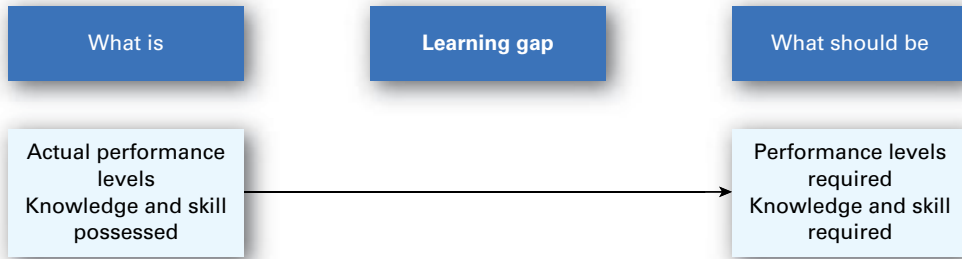 What is
Learning gap
What should be
Actual performance
levels
Knowledge and skill
possessed
Performance levels
required
Knowledge and skill
required